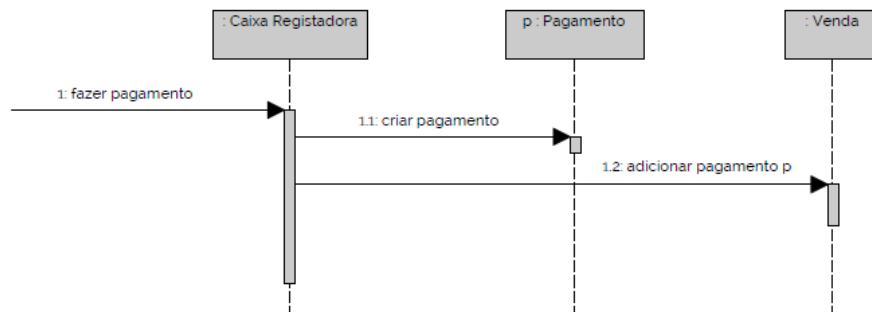 : Caixa Registadora
p : Pagamento
: Venda
1: fazer pagamento
1.1: criar pagamento
1.2: adicionar pagamento p